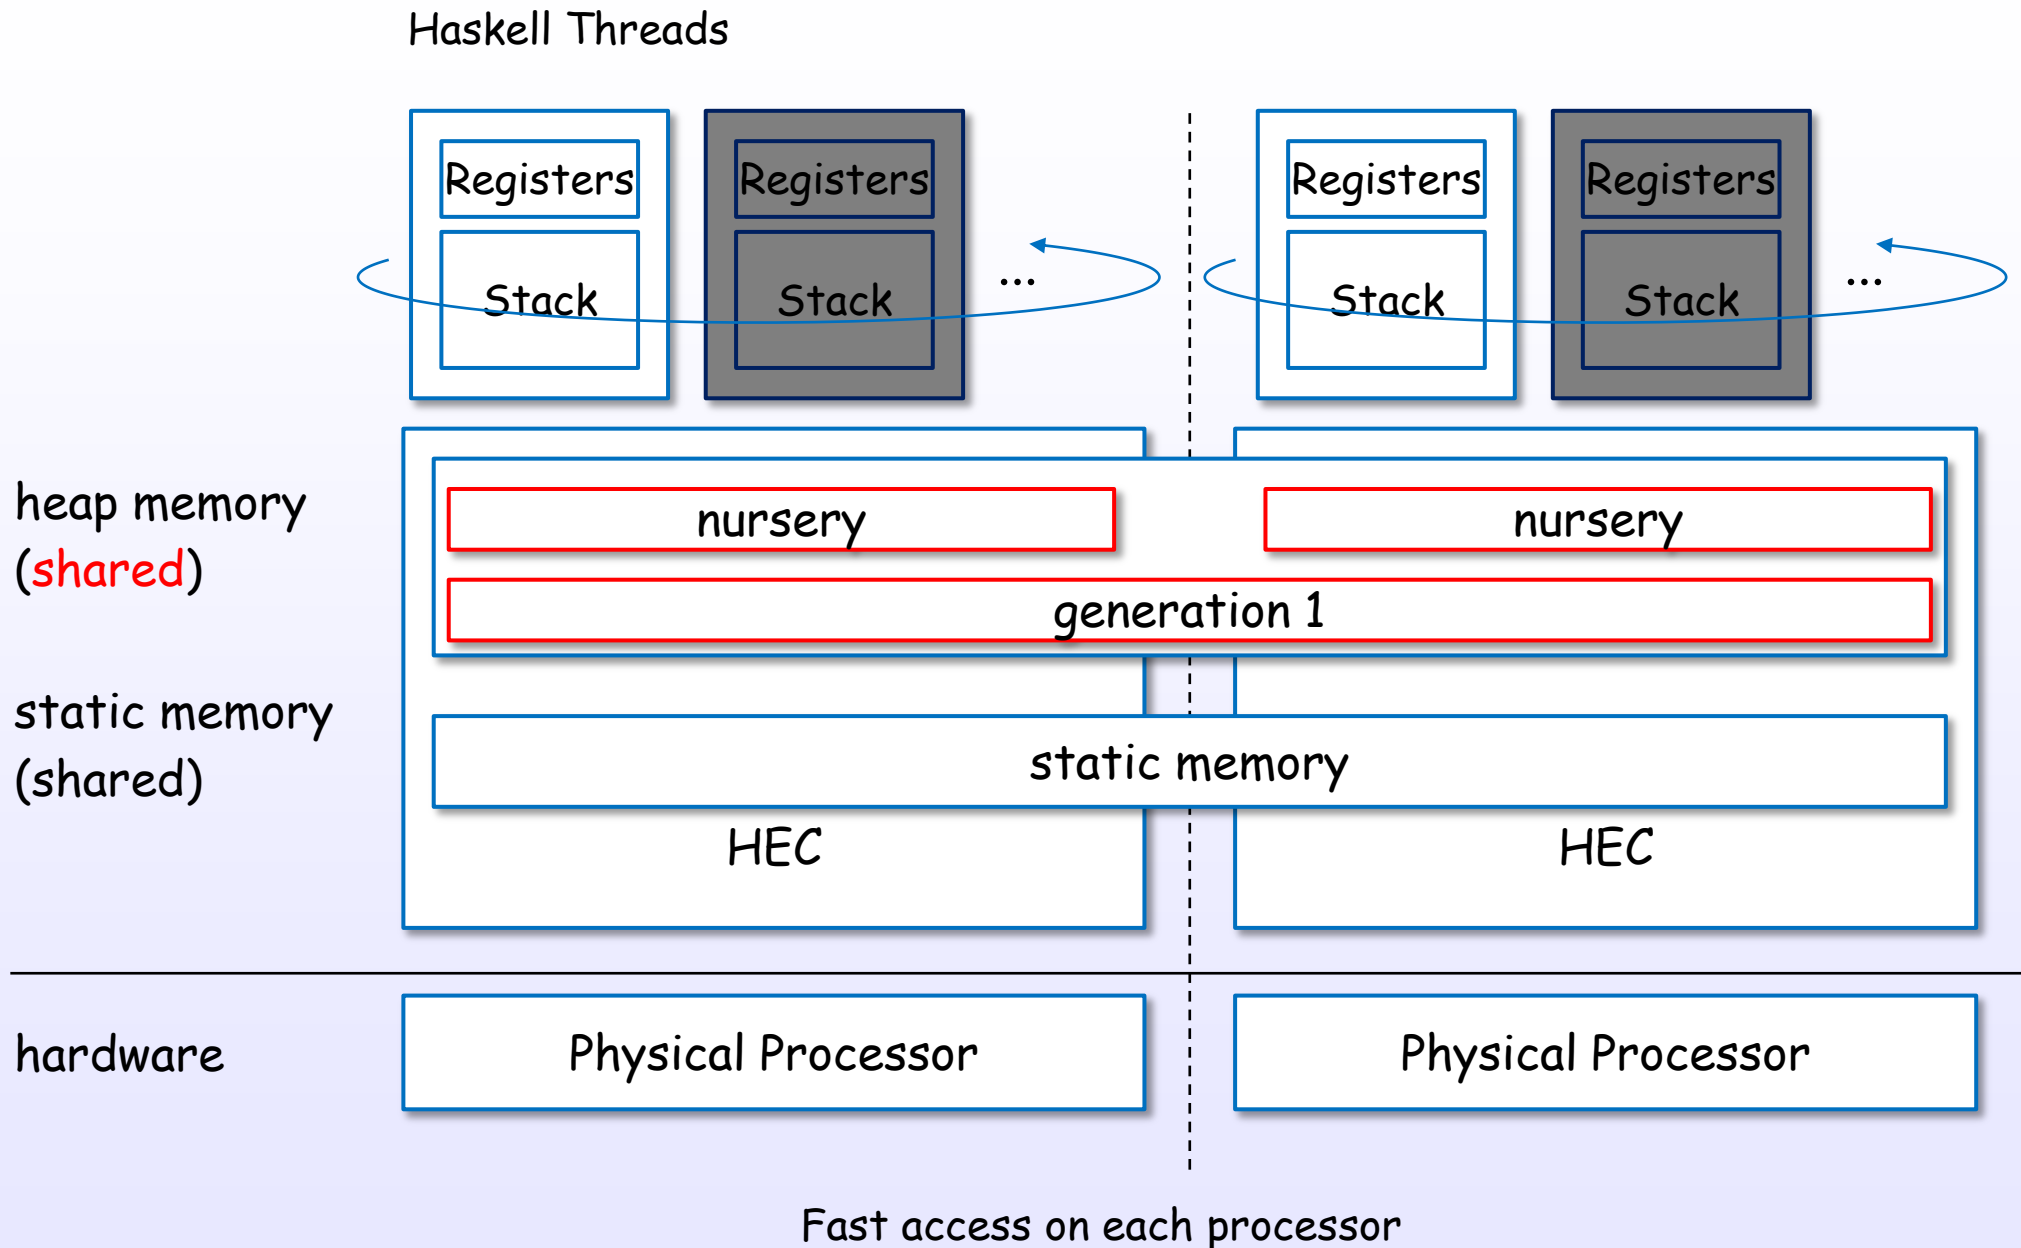 Haskell Threads
Registers
Registers
Registers
Registers
Stack
Stack
...
Stack
Stack
...
heap memory
(shared)
nursery
nursery
generation 1
static memory
(shared)
static memory
HEC
HEC
hardware
Physical Processor
Physical Processor
Fast access on each processor